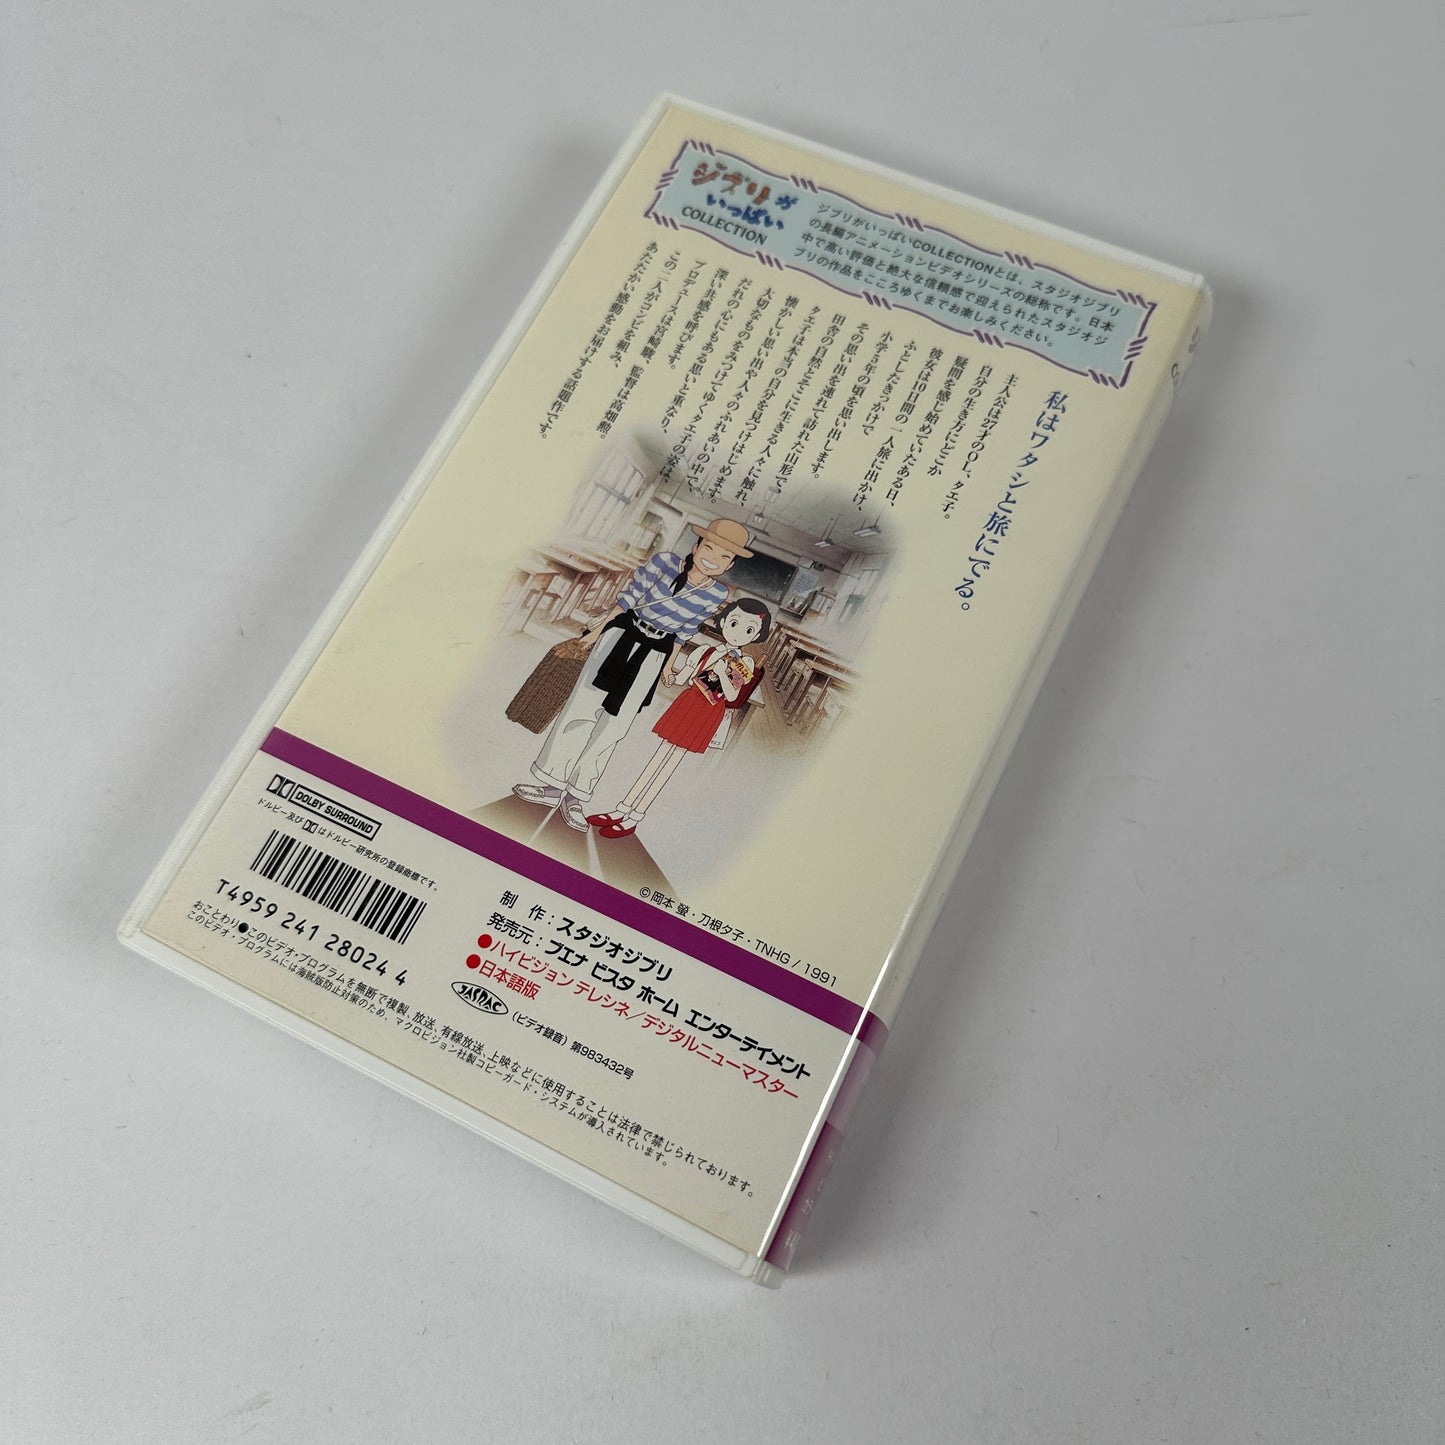 ジブリが
いっぱい
COLLECTION
ジブリがいっぱいCOLLECTIONとは、スタジオジブリ
の長編アニメーションビデオシリーズの総称です。日本
中で高い評価と絶大な信頼感で迎えられたスタジオジ
ブリの作品をこころゆくまでお楽しみください。
私はワタシと旅にでる。
主人公は27才のOL、タエ子。
自分の生き方にどこか
疑問を感じ始めていたある日、
彼女は10日間の一人旅に出かけ、
ふとしたきっかけで
小学5年の頃を思い出します。
その思い出を連れて訪れた山形で、
田舎の自然とそこに生きる人々に触れ、
タエ子は本当の自分を見つけはじめます。
懐かしい思い出や人々のふれあいの中で、
大切なものをみつけてゆくタエ子の姿は、
だれの心にもある思いと重なり、
深い共感を呼びます。
プロデュースは宮崎駿、監督は高畑勲。
この二人がコンビを組み、
あたたかい感動をお届けする話題作です。
©岡本 螢・刀根夕子・TNHG / 1991
DOLBY SURROUND
ドルビー及びはドルビー研究所の登録商標です。
T4959 241 28024 4
制 作：スタジオジブリ
発売元：ブエナ ビスタ ホーム エンターテイメント
●ハイビジョン テレシネ／デジタルニューマスター
●日本語版
JASRAC (ビデオ録音) 第983432号
おことわり●このビデオ・プログラムを無断で複製、放送、有線放送、上映などに使用することは法律で禁じられております。
このビデオ・プログラムには海賊版防止対策のため、マクロビジョン社製コピーガード・システムが導入されています。